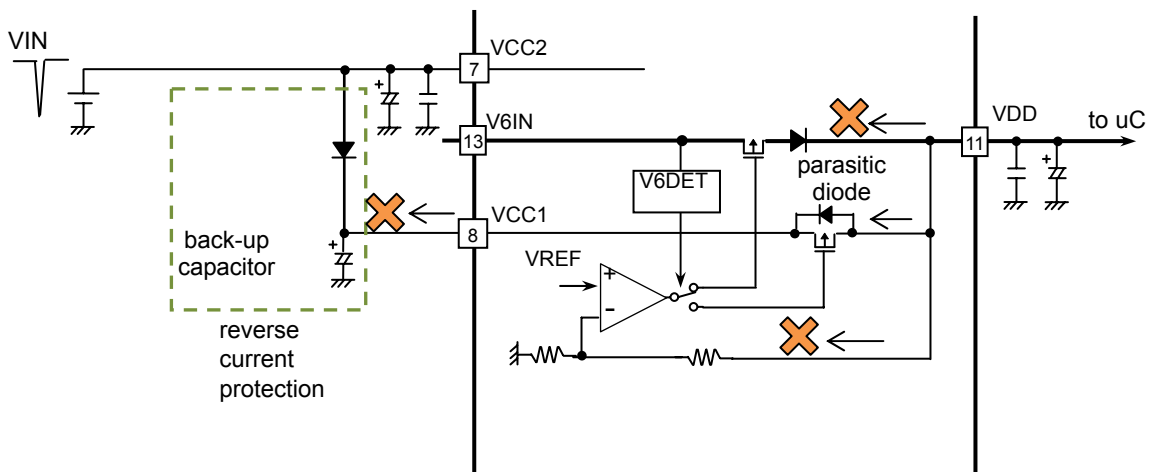 VIN
VCC2
7
+
V6IN
13
VDD
11
to uC
+
parasitic
diode
V6DET
VCC1
8
back-up
capacitor
+
VREF
+
-
reverse
current
protection